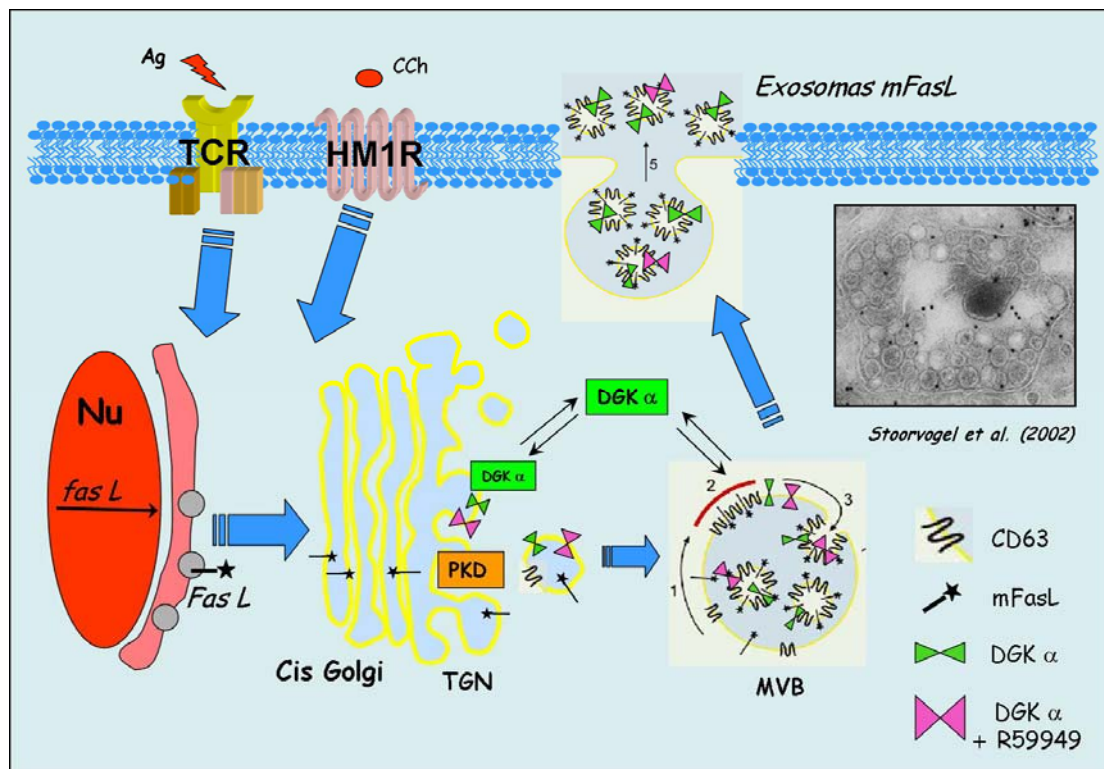 Ag
CCh
Exosomas mFasL
TCR
HM1R
5
Stoorvogel et al. (2002)
Nu
fas L
Fas L
DGK α
DGK α
PKD
Cis Golgi
TGN
1
2
3
MVB
CD63
mFasL
DGK α
DGK α
+ R59949